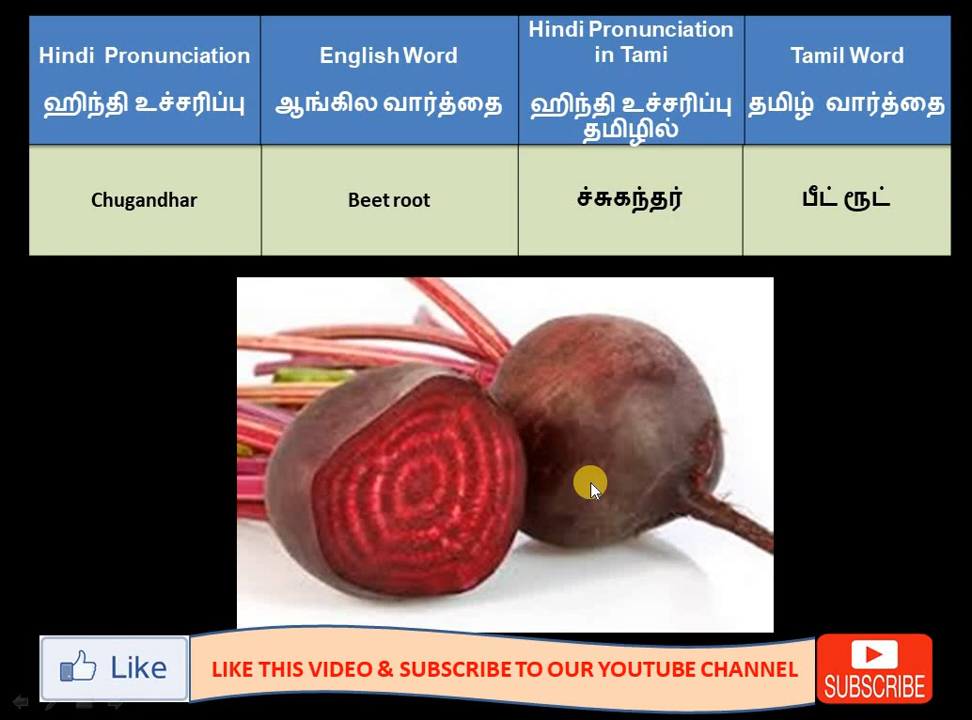 Hindi Pronunciation
ஹிந்தி உச்சரிப்பு
English Word
ஆங்கில வார்த்தை
Hindi Pronunciation
in Tami
ஹிந்தி உச்சரிப்பு
தமிழில்
Tamil Word
தமிழ் வார்த்தை
Chugandhar
Beet root
ச்சுகந்தர்
பீட் ரூட்
Like
LIKE THIS VIDEO & SUBSCRIBE TO OUR YOUTUBE CHANNEL
SUBSCRIBE